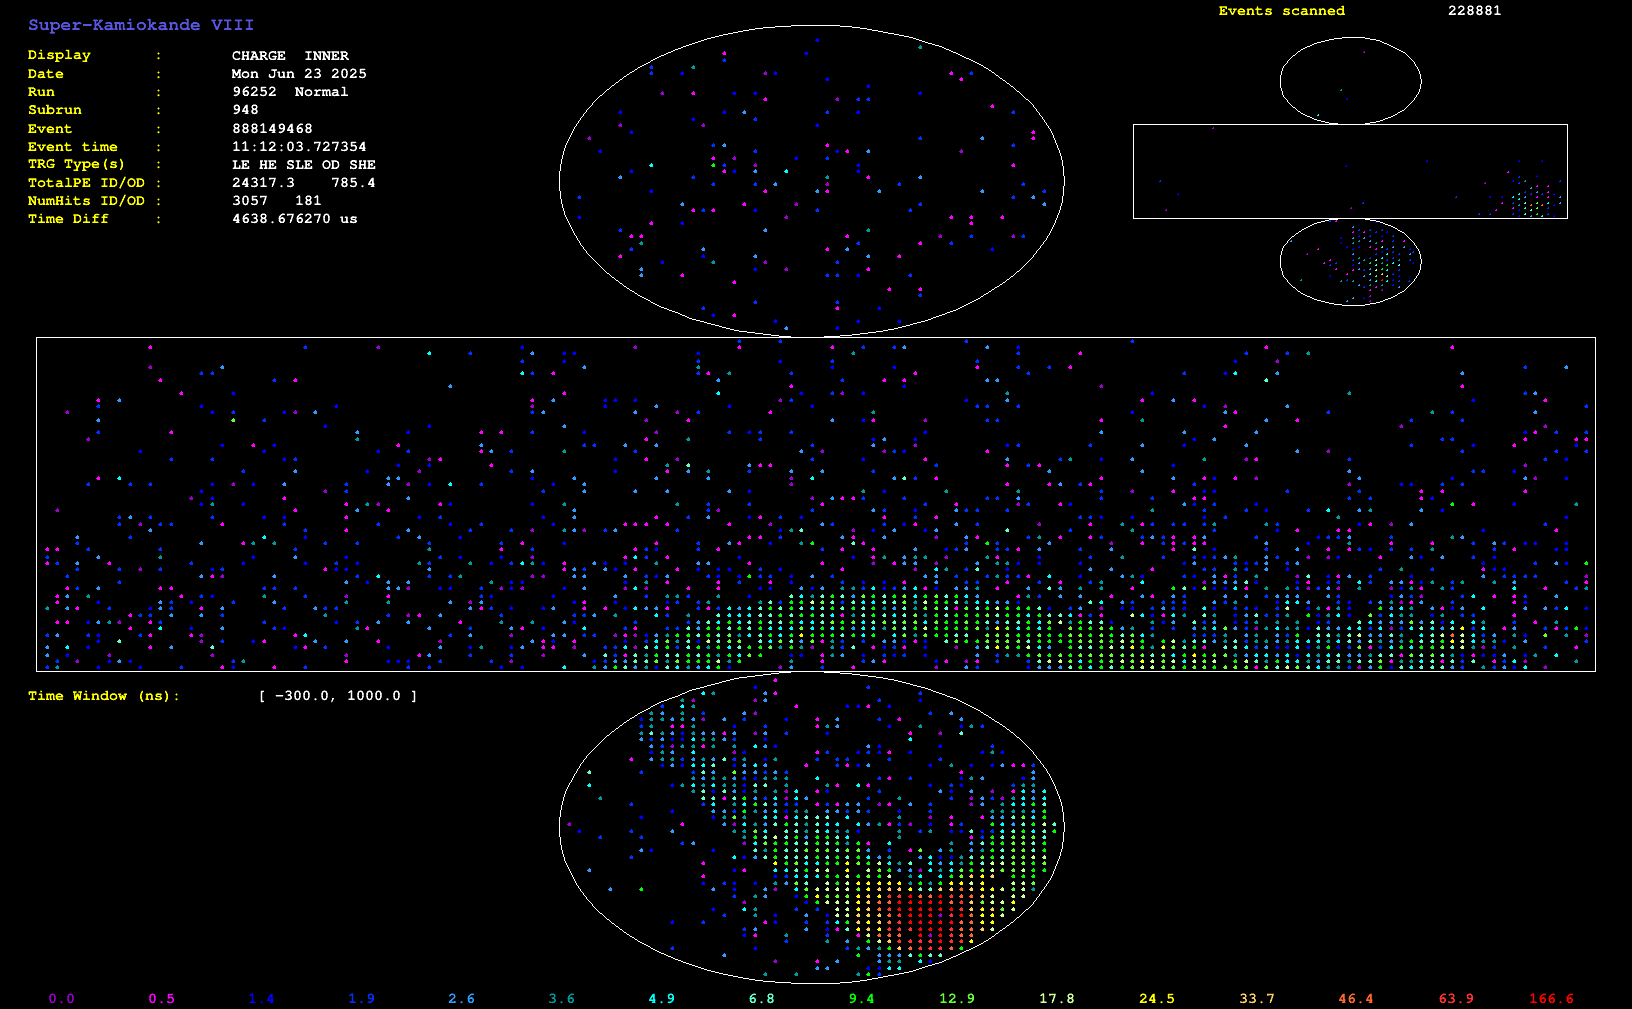 Super-Kamiokande VIII
Events scanned 228881
Display : CHARGE INNER
Date : Mon Jun 23 2025
Run : 96252 Normal
Subrun : 948
Event : 888149468
Event time : 11:12:03.727354
TRG Type(s) : LE HE SLE OD SHE
TotalPE ID/OD : 24317.3 785.4
NumHits ID/OD : 3057 181
Time Diff : 4638.676270 us
Time Window (ns): [ −300.0, 1000.0 ]
0.0 0.5 1.4 1.9 2.6 3.6 4.9 6.8 9.4 12.9 17.8 24.5 33.7 46.4 63.9 166.6